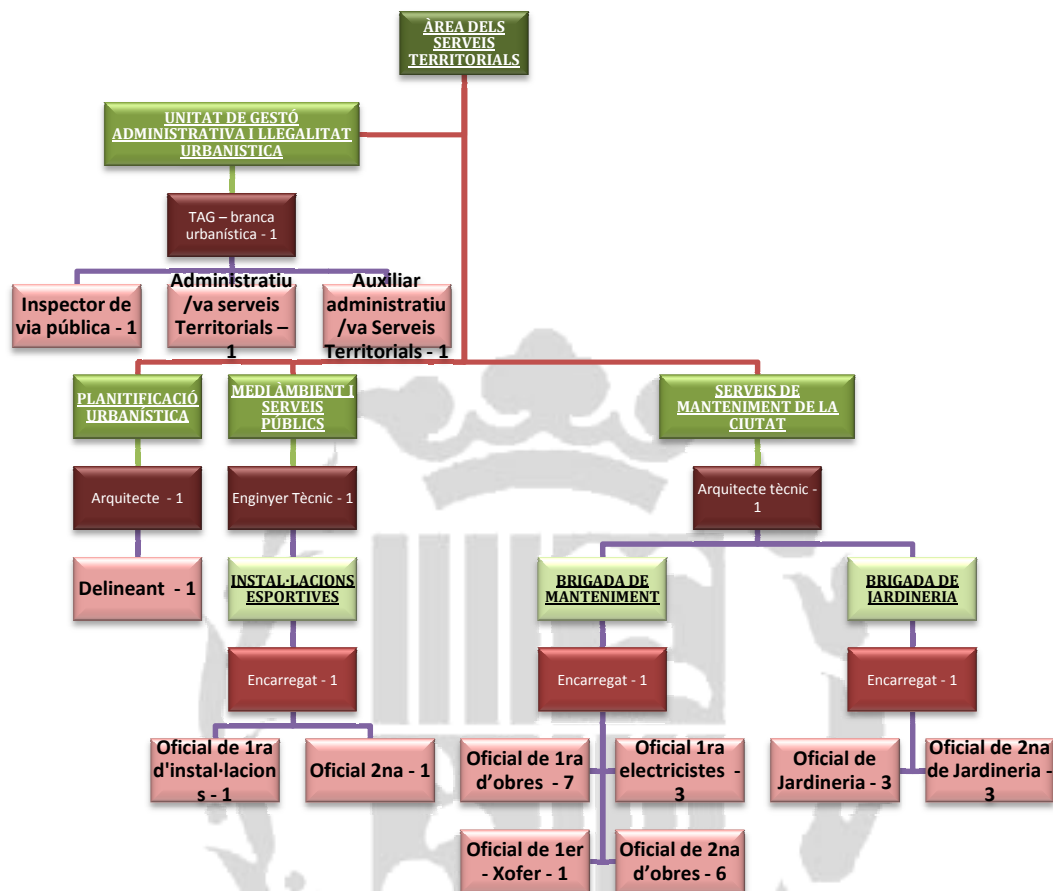 ÀREA DELS
SERVEIS
TERRITORIALS
UNITAT DE GESTÓ
ADMINISTRATIVA I LLEGALITAT
URBANISTICA
TAG – branca
urbanística - 1
Inspector de
via pública - 1
Administratiu
/va serveis
Territorials –
1
Auxiliar
administratiu
/va Serveis
Territorials - 1
PLANITIFICACIÓ
URBANÍSTICA
MEDI ÀMBIENT I
SERVEIS
PÚBLICS
SERVEIS DE
MANTENIMENT DE LA
CIUTAT
Arquitecte - 1
Enginyer Tècnic - 1
Arquitecte tècnic -
1
Delineant - 1
INSTAL·LACIONS
ESPORTIVES
BRIGADA DE
MANTENIMENT
BRIGADA DE
JARDINERIA
Encarregat - 1
Encarregat - 1
Encarregat - 1
Oficial de 1ra
d'instal·lacion
s - 1
Oficial 2na - 1
Oficial de 1ra
d’obres - 7
Oficial 1ra
electricistes -
3
Oficial de
Jardineria - 3
Oficial de 2na
de Jardineria -
3
Oficial de 1er
- Xofer - 1
Oficial de 2na
d’obres - 6